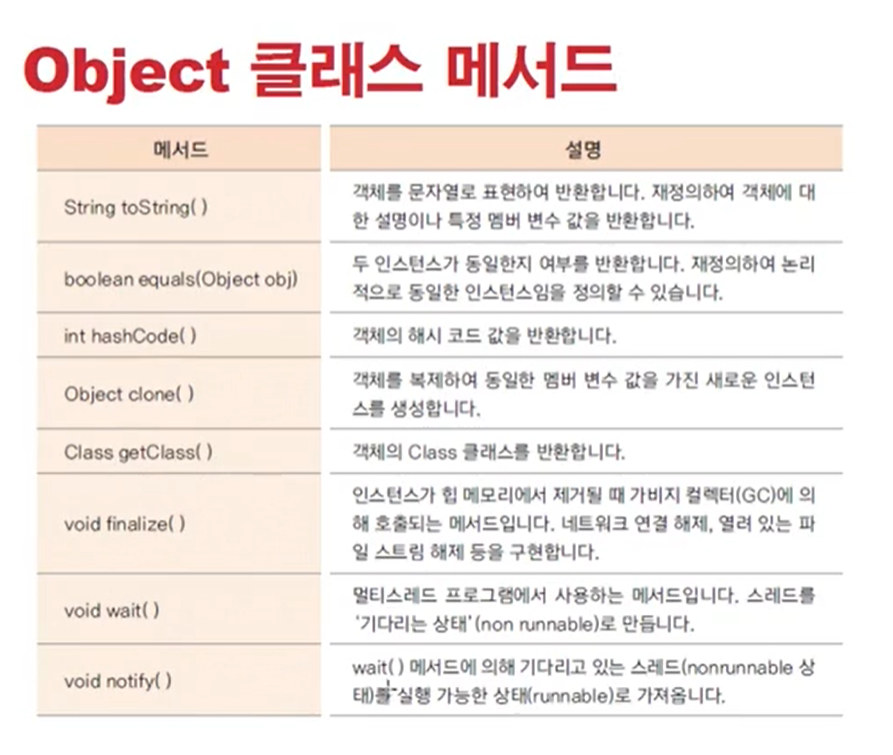 Object 클래스 메서드
메서드
설명
String toString( )
객체를 문자열로 표현하여 반환합니다. 재정의하여 객체에 대
한 설명이나 특정 멤버 변수 값을 반환합니다.
boolean equals(Object obj)
두 인스턴스가 동일한지 여부를 반환합니다. 재정의하여 논리
적으로 동일한 인스턴스임을 정의할 수 있습니다.
int hashCode( )
객체의 해시 코드 값을 반환합니다.
Object clone( )
객체를 복제하여 동일한 멤버 변수 값을 가진 새로운 인스턴
스를 생성합니다.
Class getClass( )
객체의 Class 클래스를 반환합니다.
void finalize( )
인스턴스가 힙 메모리에서 제거될 때 가비지 컬렉터(GC)에 의
해 호출되는 메서드입니다. 네트워크 연결 해제, 열려 있는 파
일 스트림 해제 등을 구현합니다.
void wait( )
멀티스레드 프로그램에서 사용하는 메서드입니다. 스레드를
'기다리는 상태'(non runnable)로 만듭니다.
void notify( )
wait( ) 메서드에 의해 기다리고 있는 스레드(nonrunnable 상
태)를 실행 가능한 상태(runnable)로 가져옵니다.